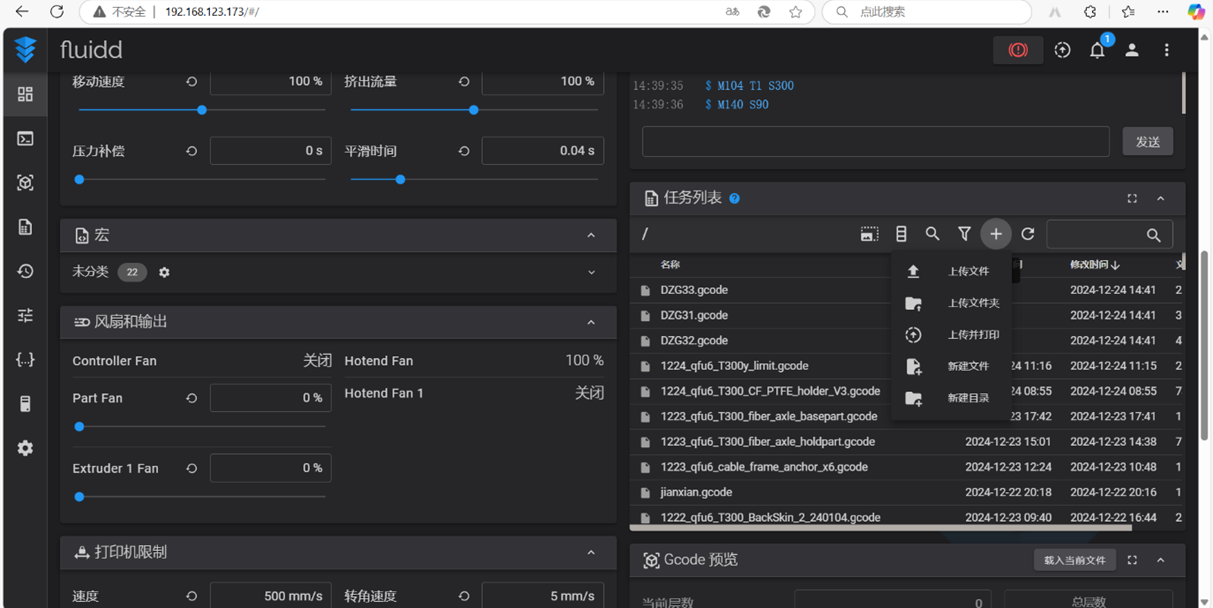 不安全 192.168.123.173/#/ aあ 点此搜索
fluidd 1
移动速度 100 % 挤出流量 100 %
压力补偿 0 s 平滑时间 0.04 s
宏
未分类 22
风扇和输出
Controller Fan 关闭 Hotend Fan 100 %
Part Fan 0 % Hotend Fan 1 关闭
Extruder 1 Fan 0 %
打印机限制
速度 500 mm/s 转角速度 5 mm/s
14:39:35 $ M104 T1 S300
14:39:36 $ M140 S90
发送
任务列表
/
名称 修改时间
上传文件
上传文件夹
上传并打印
新建文件
新建目录
DZG33.gcode 2024-12-24 14:41 2
DZG31.gcode 2024-12-24 14:41 3
DZG32.gcode 2024-12-24 14:41 4
1224_qfu6_T300y_limit.gcode 24 11:16 2024-12-24 11:15 2
1224_qfu6_T300_CF_PTFE_holder_V3.gcode 24 08:55 2024-12-24 08:55 7
1223_qfu6_T300_fiber_axle_basepart.gcode 23 17:42 2024-12-23 17:41 1
1223_qfu6_T300_fiber_axle_holdpart.gcode 2024-12-23 15:01 2024-12-23 14:38 7
1223_qfu6_cable_frame_anchor_x6.gcode 2024-12-23 12:24 2024-12-23 10:48 1
jianxian.gcode 2024-12-22 20:18 2024-12-22 20:16 1
1222_qfu6_T300_BackSkin_2_240104.gcode 2024-12-23 09:40 2024-12-22 16:44 2
Gcode 预览 载入当前文件
当前层数 0 总层数